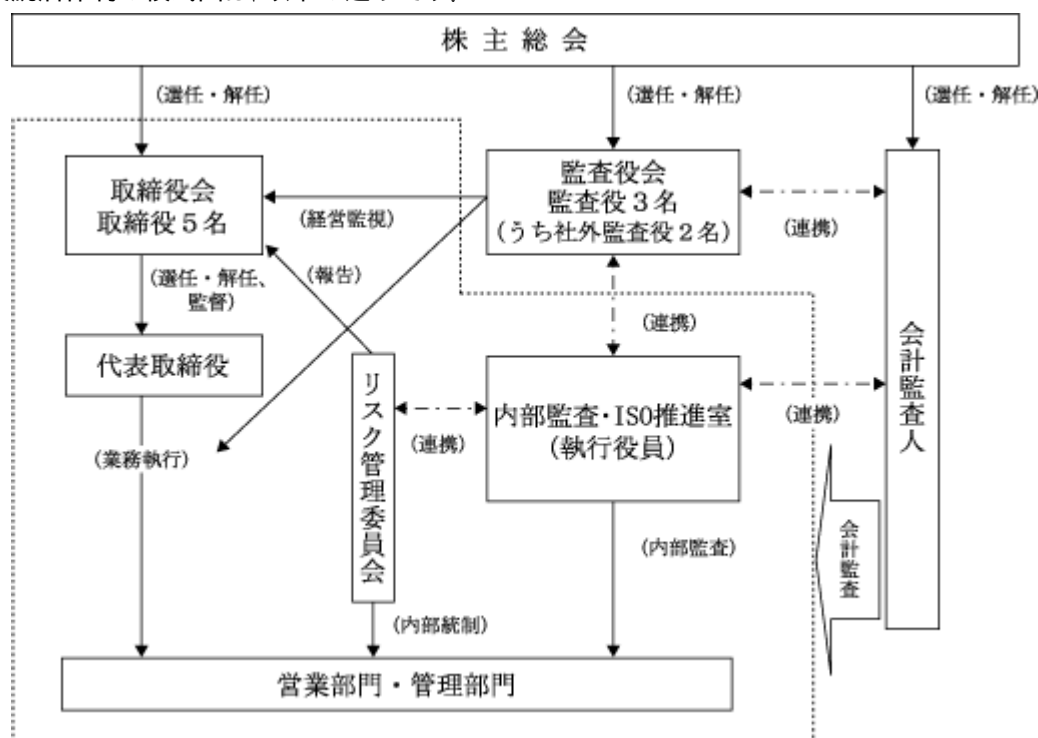 株主総会
(選任・解任)
(選任・解任)
(選任・解任)
取締役会
取締役5名
監査役会
監査役3名
(うち社外監査役2名)
(経営監視)
(連携)
(選任・解任、
監督)
(報告)
(連携)
代表取締役
リスク管理委員会
内部監査・ISO推進室
(執行役員)
(連携)
(連携)
会計監査人
(業務執行)
(内部監査)
会計監査
(内部統制)
営業部門・管理部門